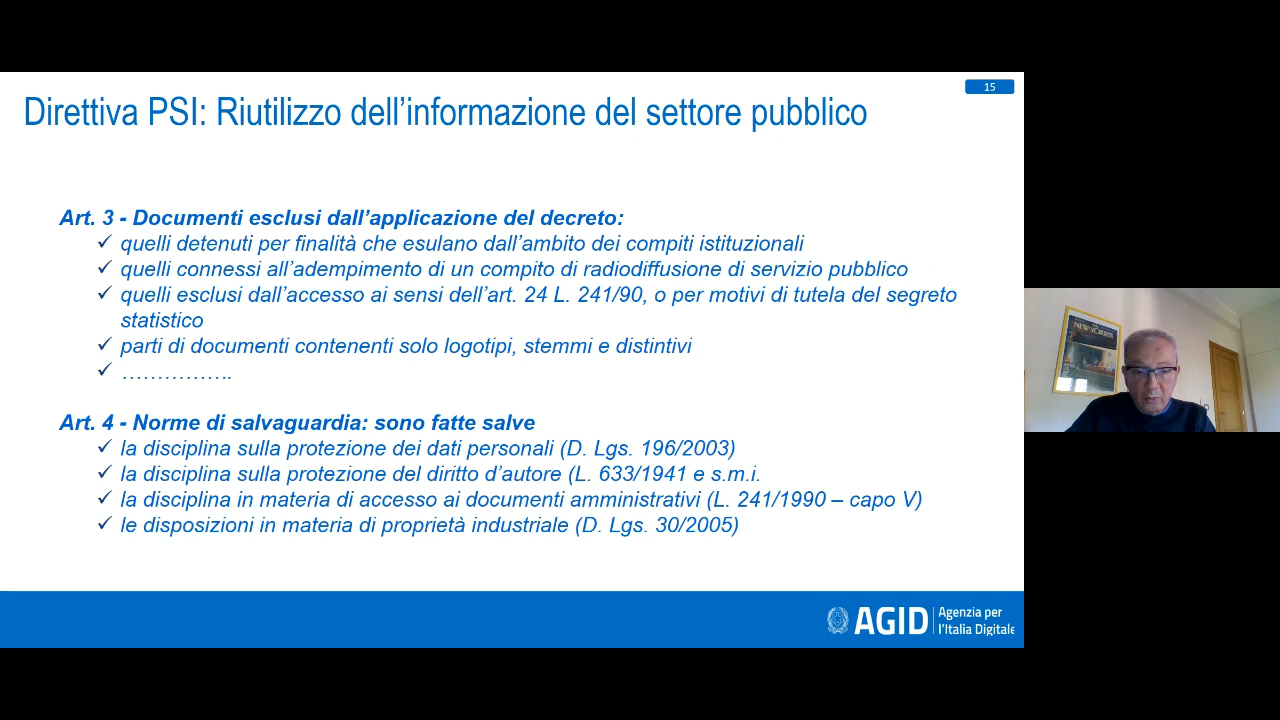 15
Direttiva PSI: Riutilizzo dell’informazione del settore pubblico
Art. 3 - Documenti esclusi dall’applicazione del decreto:
quelli detenuti per finalità che esulano dall’ambito dei compiti istituzionali
quelli connessi all’adempimento di un compito di radiodiffusione di servizio pubblico
quelli esclusi dall’accesso ai sensi dell’art. 24 L. 241/90, o per motivi di tutela del segreto
statistico
parti di documenti contenenti solo logotipi, stemmi e distintivi
……………..
Art. 4 - Norme di salvaguardia: sono fatte salve
la disciplina sulla protezione dei dati personali (D. Lgs. 196/2003)
la disciplina sulla protezione del diritto d’autore (L. 633/1941 e s.m.i.
la disciplina in materia di accesso ai documenti amministrativi (L. 241/1990 – capo V)
le disposizioni in materia di proprietà industriale (D. Lgs. 30/2005)
NEW YORKER
AGID
Agenzia per
l’Italia Digitale